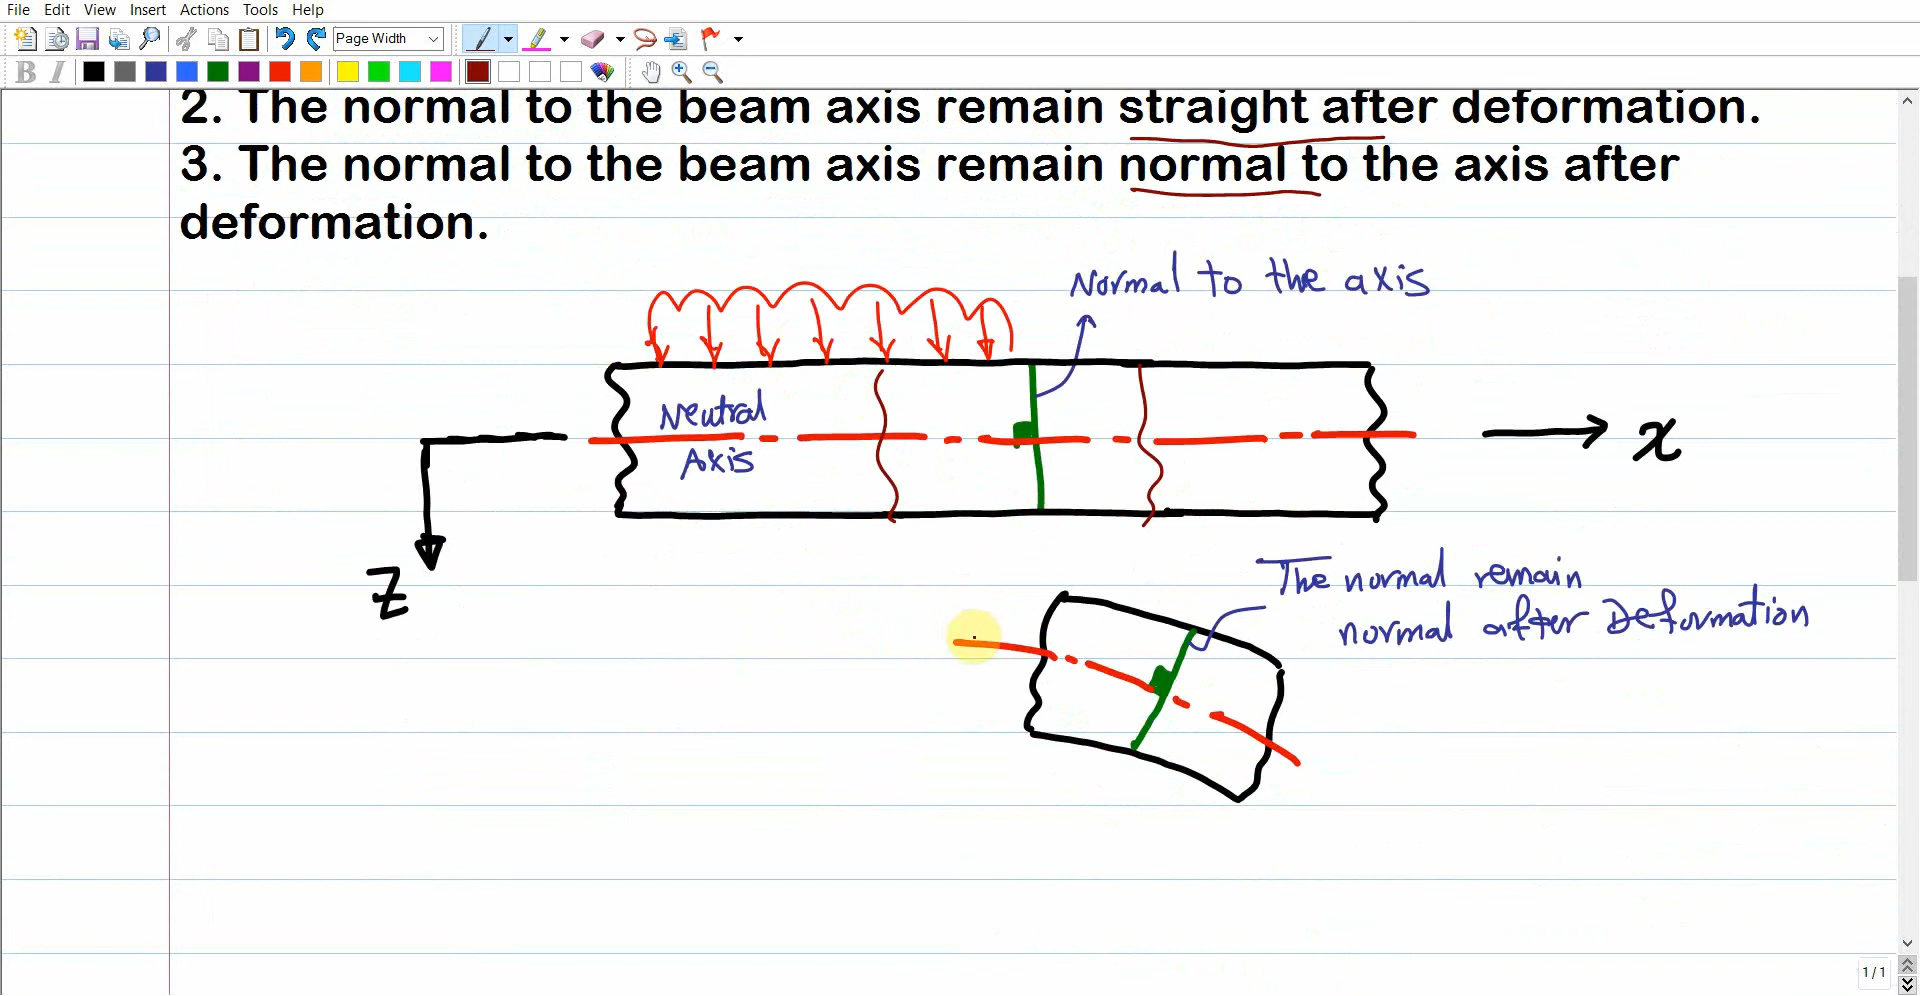 File Edit View Insert Actions Tools Help
Page Width
B I
2. The normal to the beam axis remain straight after deformation.
3. The normal to the beam axis remain normal to the axis after
deformation.
Normal to the axis
Neutral
Axis
x
Z
The normal remain
normal after Deformation
1/1